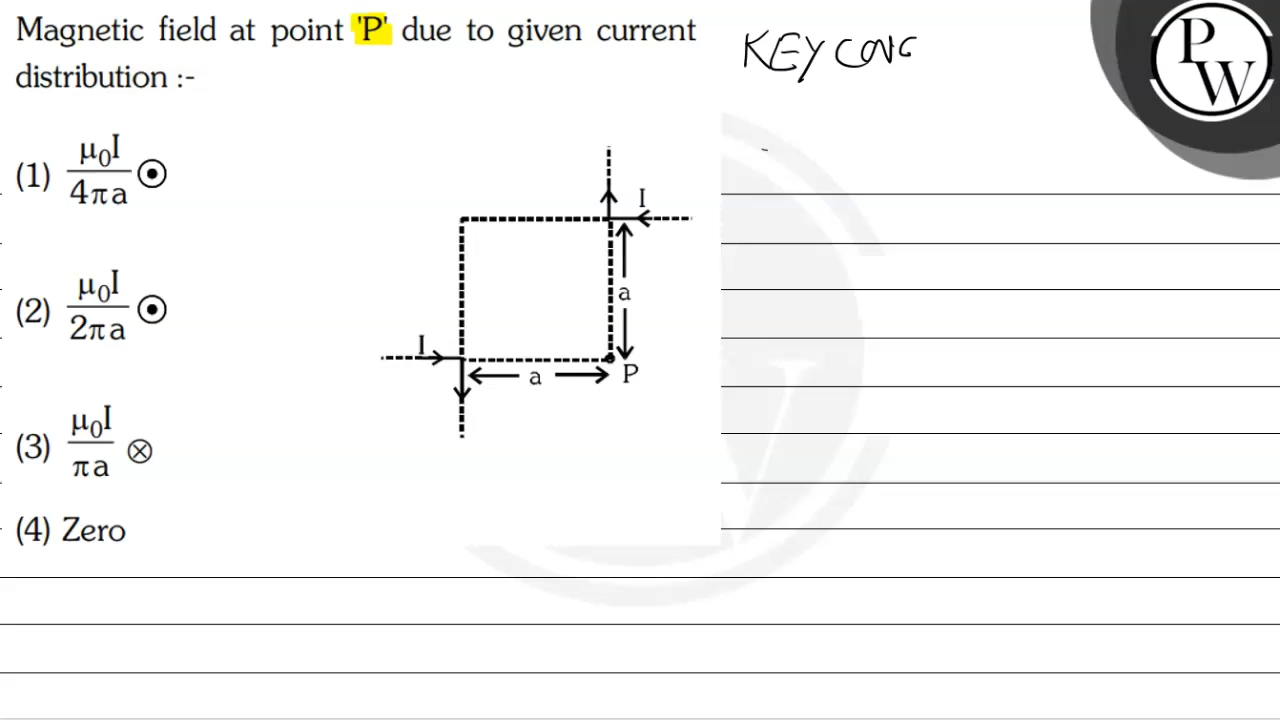 Magnetic field at point 'P' due to given current
distribution :-
KEY CONC
P
W
(1) μ₀I / 4πa ⊙
(2) μ₀I / 2πa ⊙
(3) μ₀I / πa ⊗
(4) Zero
I
a
I
a
P